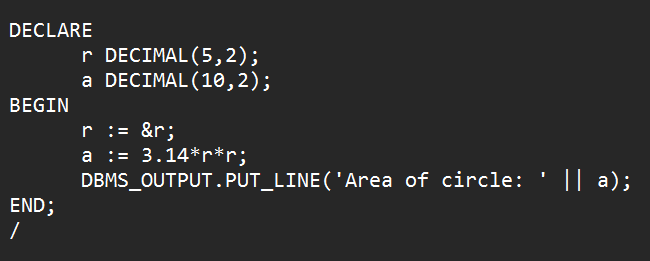 DECLARE
      r DECIMAL(5,2);
      a DECIMAL(10,2);
BEGIN
      r := &r;
      a := 3.14*r*r;
      DBMS_OUTPUT.PUT_LINE('Area of circle: ' || a);
END;
/